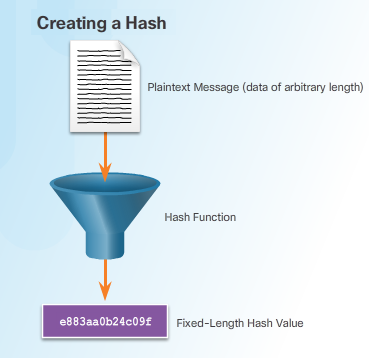 Creating a Hash
Plaintext Message (data of arbitrary length)
Hash Function
e883aa0b24c09f
Fixed-Length Hash Value